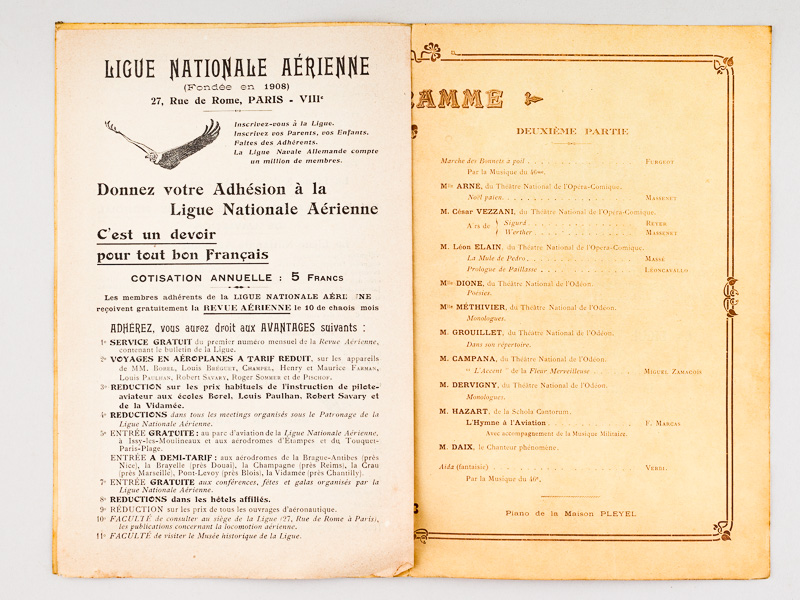 LIGUE NATIONALE AÉRIENNE
(Fondée en 1908)
27, Rue de Rome, PARIS - VIIIe
Inscrivez-vous à la Ligue.
Inscrivez vos Parents, vos Enfants.
Faites des Adhérents.
La Ligue Navale Allemande compte
un million de membres.
Donnez votre Adhésion à la
Ligue Nationale Aérienne
C'est un devoir
pour tout bon Français
COTISATION ANNUELLE : 5 FRANCS
Les membres adhérents de la LIGUE NATIONALE AÉRIENNE
reçoivent gratuitement la REVUE AÉRIENNE le 10 de chaois mois
ADHÉREZ, vous aurez droit aux AVANTAGES suivants :
1° SERVICE GRATUIT du premier numéro mensuel de la Revue Aérienne,
contenant le bulletin de la Ligue.
2° VOYAGES EN AÉROPLANES A TARIF REDUIT, sur les appareils
de MM. BOREL, LOUIS BRÉGUET, CHAMPEL, Henry et Maurice FARMAN,
LOUIS PAULHAN, ROBERT SAVARY, ROGER SOMMER et DE PISCHOF.
3° REDUCTION sur les prix habituels de l'instruction de pilote-
aviateur aux écoles Borel, Louis Paulhan, Robert Savary et
de la Vidamée.
4° REDUCTIONS dans tous les meetings organisés sous le Patronage de la
Ligue Nationale Aérienne.
5° ENTRÉE GRATUITE : au parc d'aviation de la Ligue Nationale Aérienne,
à Issy-les-Moulineaux et aux aérodromes d'Etampes et du Touquet-
Paris-Plage.
ENTRÉE A DEMI-TARIF : aux aérodromes de la Brague-Antibes (près
Nice), la Brayelle (près Douai), la Champagne (près Reims), la Crau
(près Marseille), Pont-Levoy (près Blois), la Vidamée (près Chantilly).
7° ENTRÉE GRATUITE aux conférences, fêtes et galas organisés par la
Ligue Nationale Aérienne.
8° REDUCTIONS dans les hôtels affiliés.
9° RÉDUCTION sur les prix de tous les ouvrages d'aéronautique.
10° FACULTÉ de consulter au siège de la Ligue (27, Rue de Rome à Paris),
les publications concernant la locomotion aérienne.
11° FACULTÉ de visiter le Musée historique de la Ligue.
RAMME
DEUXIÈME PARTIE
Marche des Bonnets à poil . . . FURGEOT
Par la Musique du 46me.
Mlle ARNÉ, du Théâtre National de l'Opéra-Comique.
Noël païen . . . MASSENET
M. César VEZZANI, du Théâtre National de l'Opéra-Comique.
Airs de { Sigurd . . . REYER
Werther . . . MASSENET
M. Léon ELAIN, du Théâtre National de l'Opéra-Comique.
La Mule de Pedro . . . MASSÉ
Prologue de Paillasse . . . LÉONCAVALLO
Mlle DIONE, du Théâtre National de l'Odéon.
Poésies.
Mlle MÉTHIVIER, du Théâtre National de l'Odéon.
Monologues.
M. GROUILLET, du Théâtre National de l'Odéon.
Dans son répertoire.
M. CAMPANA, du Théâtre National de l'Odéon.
"L'Accent" de la Fleur Merveilleuse . . . MIGUEL ZAMACOÏS
M. DERVIGNY, du Théâtre National de l'Odéon.
Monologues.
M. HAZART, de la Schola Cantorum.
L'Hymne à l'Aviation . . . F. MARCAS
Avec accompagnement de la Musique Militaire.
M. DAIX, le Chanteur phénomène.
Aïda (fantaisie) . . . VERDI.
Par la Musique du 46e.
Piano de la Maison PLEYEL